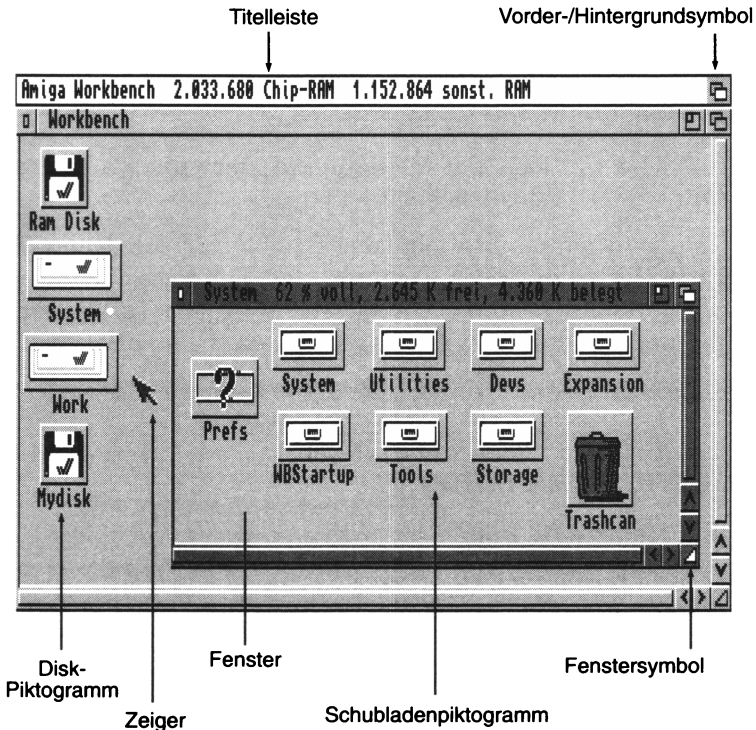 Titelleiste
Vorder-/Hintergrundsymbol
Amiga Workbench 2.033.680 Chip-RAM 1.152.864 sonst. RAM
Workbench
Ram Disk
System
Work
Mydisk
System 62 % voll, 2.645 K frei, 4.360 K belegt
Prefs
System
Utilities
Devs
Expansion
WBStartup
Tools
Storage
Trashcan
Disk-
Piktogramm
Zeiger
Fenster
Schubladenpiktogramm
Fenstersymbol